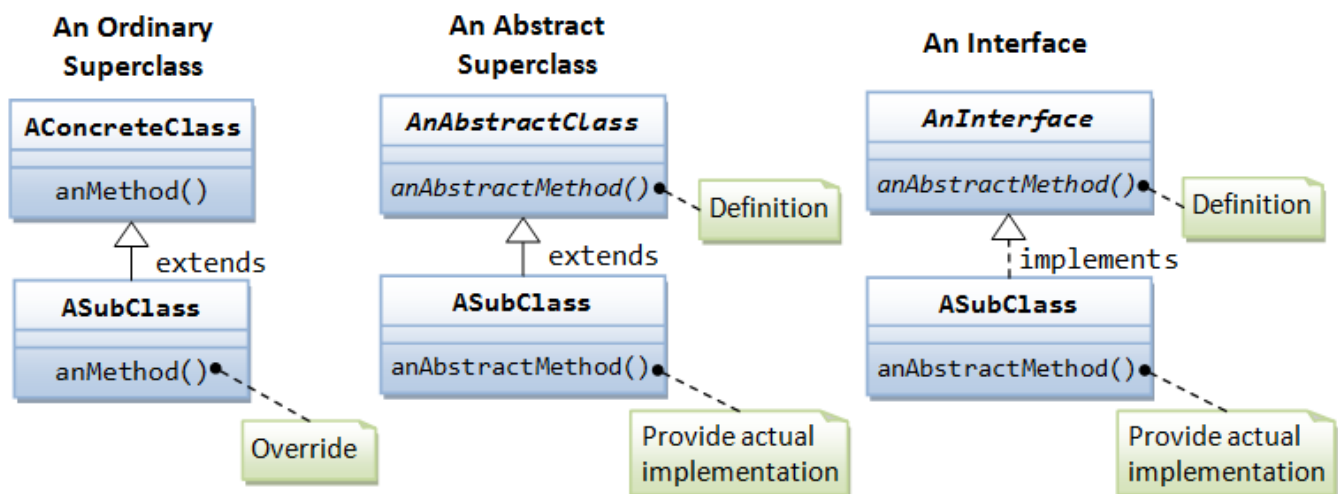 An Ordinary
Superclass
AConcreteClass
anMethod()
extends
ASubClass
anMethod()
Override
An Abstract
Superclass
AnAbstractClass
anAbstractMethod()
Definition
extends
ASubClass
anAbstractMethod()
Provide actual
implementation
An Interface
AnInterface
anAbstractMethod()
Definition
implements
ASubClass
anAbstractMethod()
Provide actual
implementation